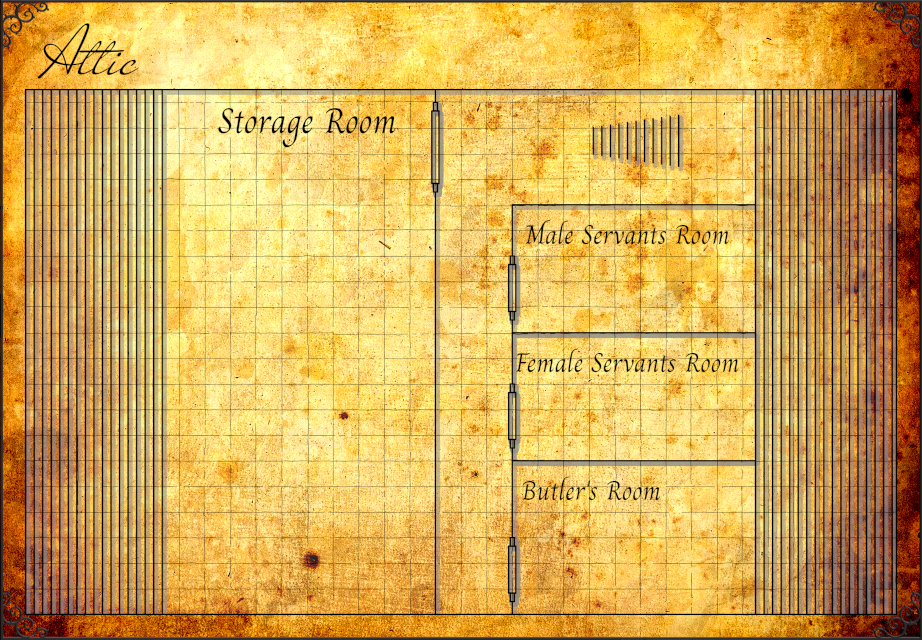 Attic
Storage Room
Male Servants Room
Female Servants Room
Butler's Room